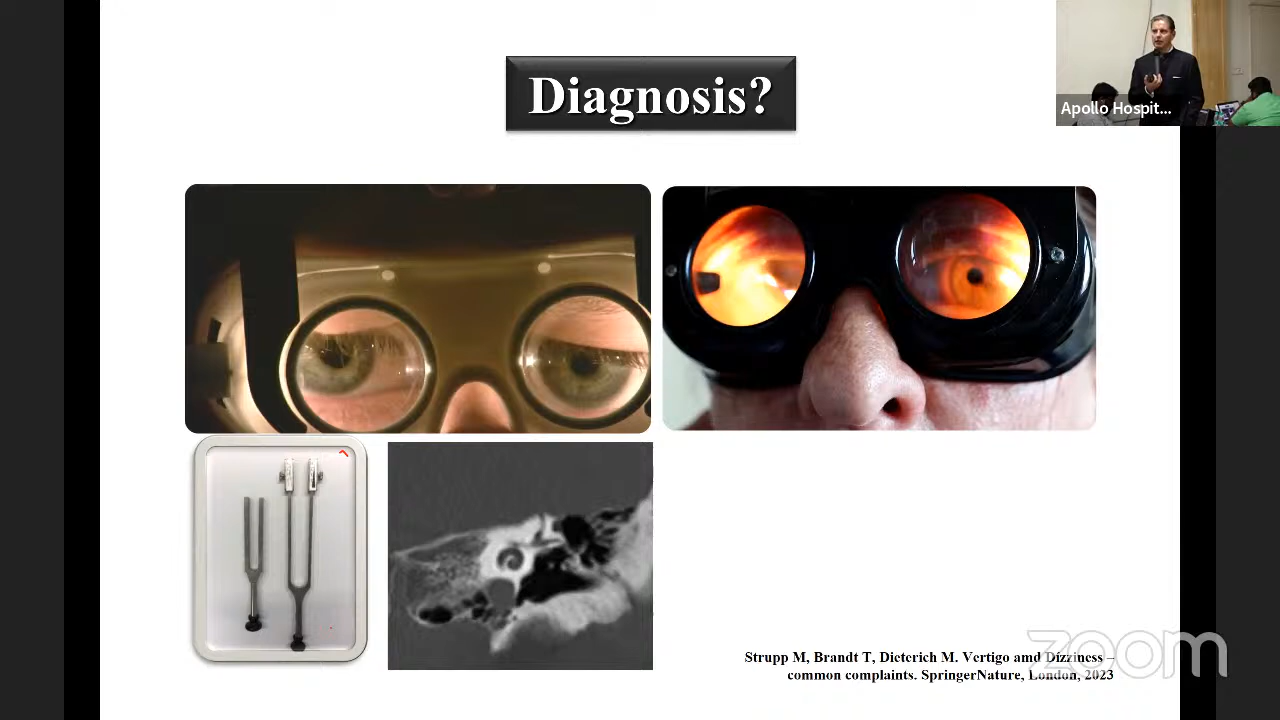 Diagnosis?
Apollo Hospit...
Strupp M, Brandt T, Dieterich M. Vertigo amd Dizziness –
common complaints. SpringerNature, London, 2023
zoom